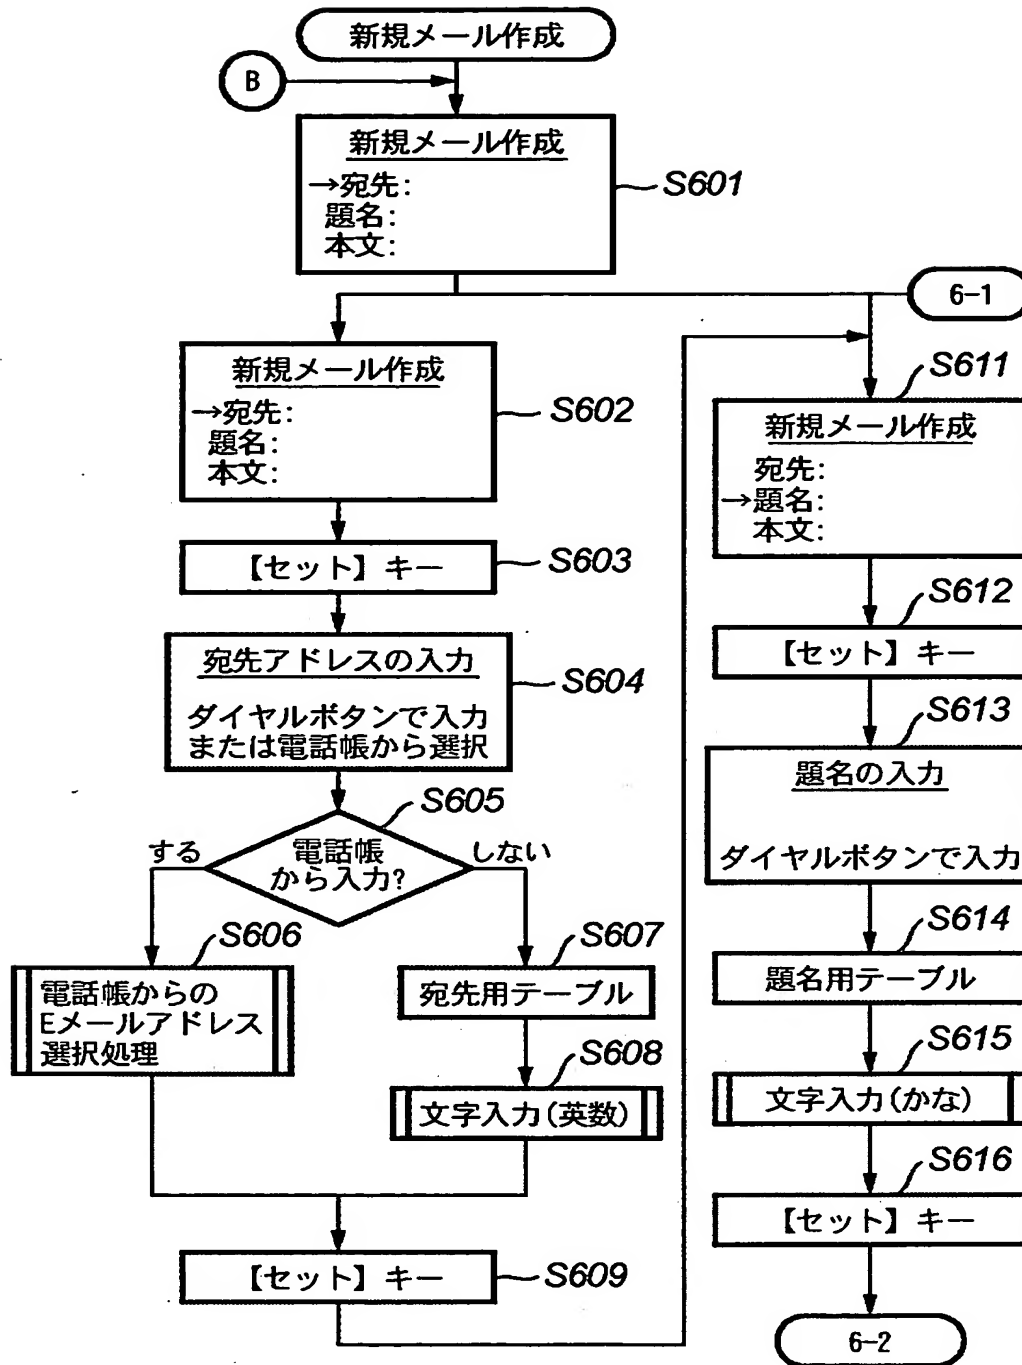 新規メール作成
B
新規メール作成
→宛先:
題名:
本文:
S601
6-1
新規メール作成
→宛先:
題名:
本文:
S602
【セット】キー
S603
宛先アドレスの入力
ダイヤルボタンで入力
または電話帳から選択
S604
S605
電話帳
から入力?
する
しない
S606
電話帳からの
Eメールアドレス
選択処理
S607
宛先用テーブル
S608
文字入力(英数)
【セット】キー
S609
S611
新規メール作成
宛先:
→題名:
本文:
S612
【セット】キー
S613
題名の入力
ダイヤルボタンで入力
S614
題名用テーブル
S615
文字入力(かな)
S616
【セット】キー
6-2